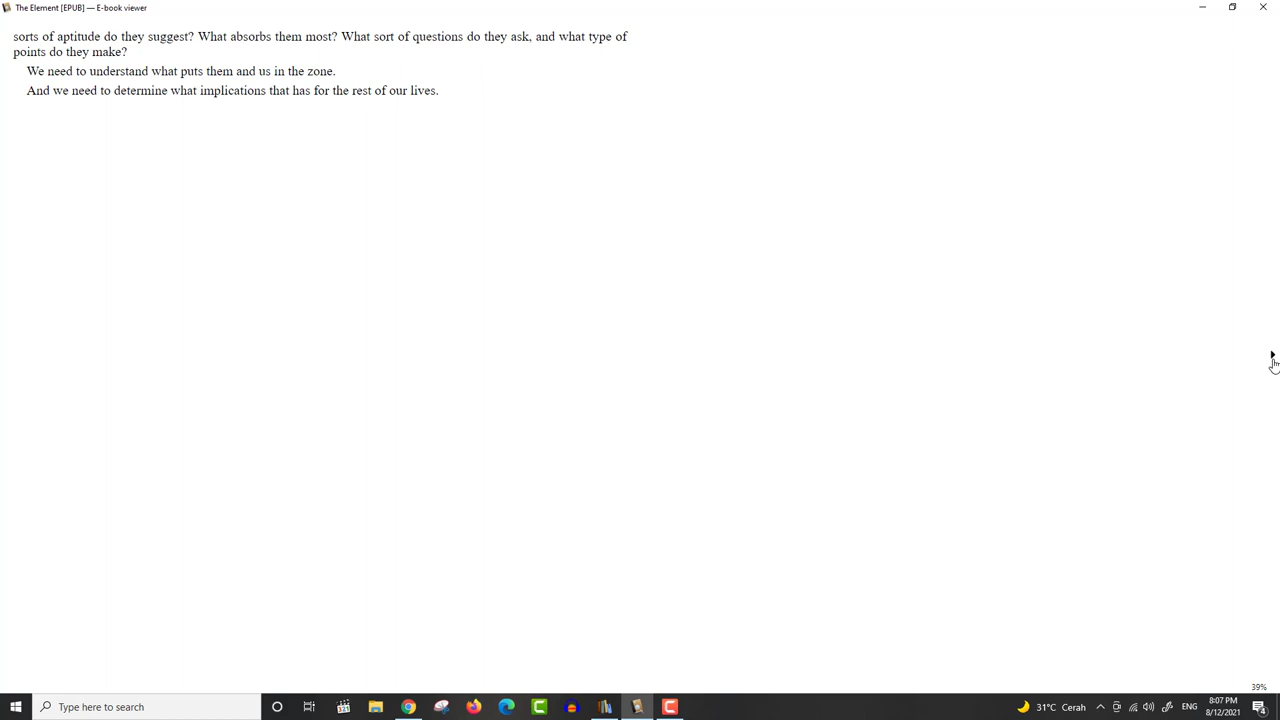 The Element [EPUB] — E-book viewer
sorts of aptitude do they suggest? What absorbs them most? What sort of questions do they ask, and what type of
points do they make?
We need to understand what puts them and us in the zone.
And we need to determine what implications that has for the rest of our lives.
39%
Type here to search
31°C Cerah
ENG
8:07 PM
8/12/2021
4